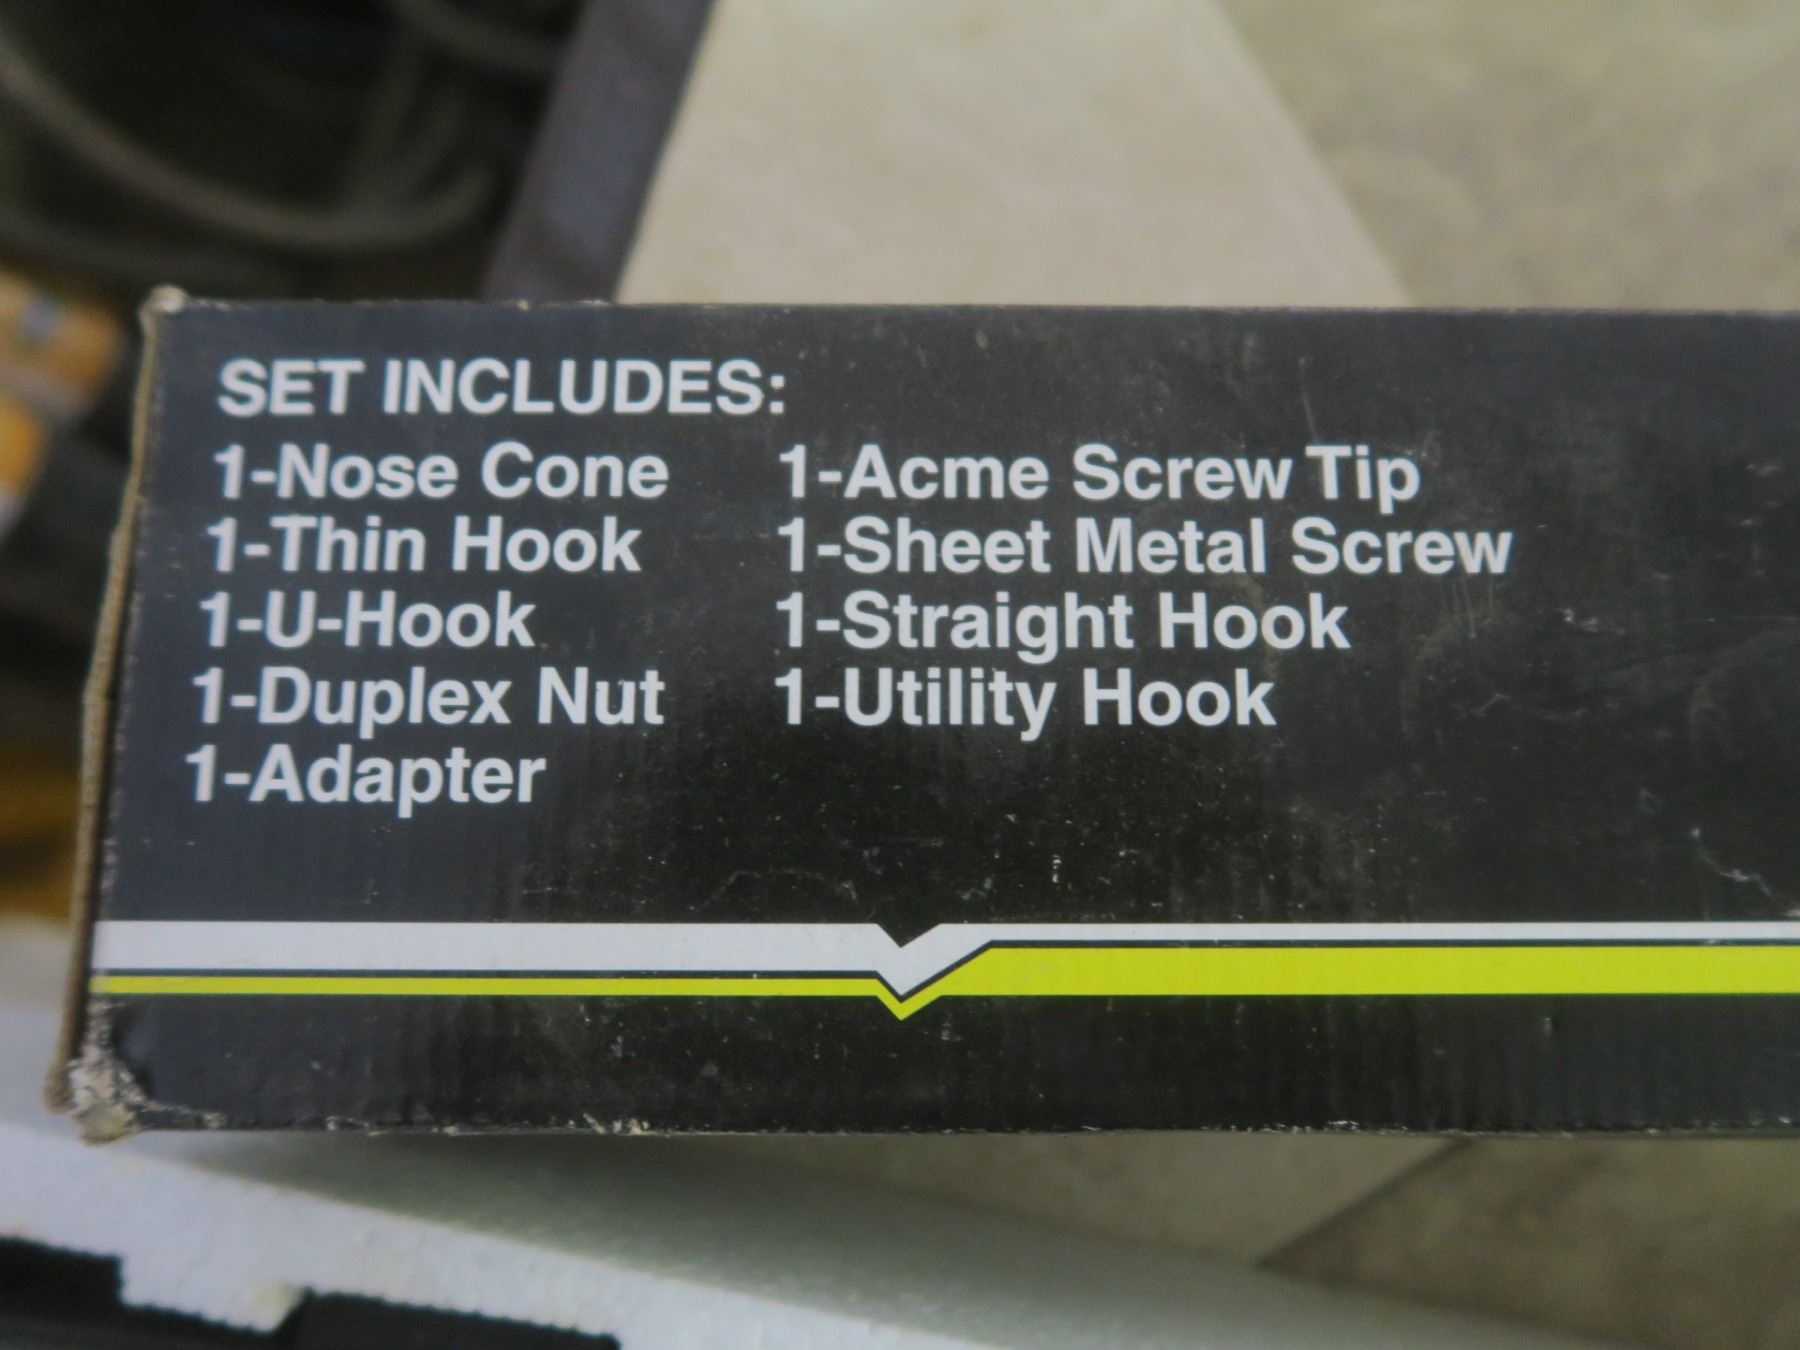 SET INCLUDES:
1-Nose Cone
1-Thin Hook
1-U-Hook
1-Duplex Nut
1-Adapter
1-Acme Screw Tip
1-Sheet Metal Screw
1-Straight Hook
1-Utility Hook